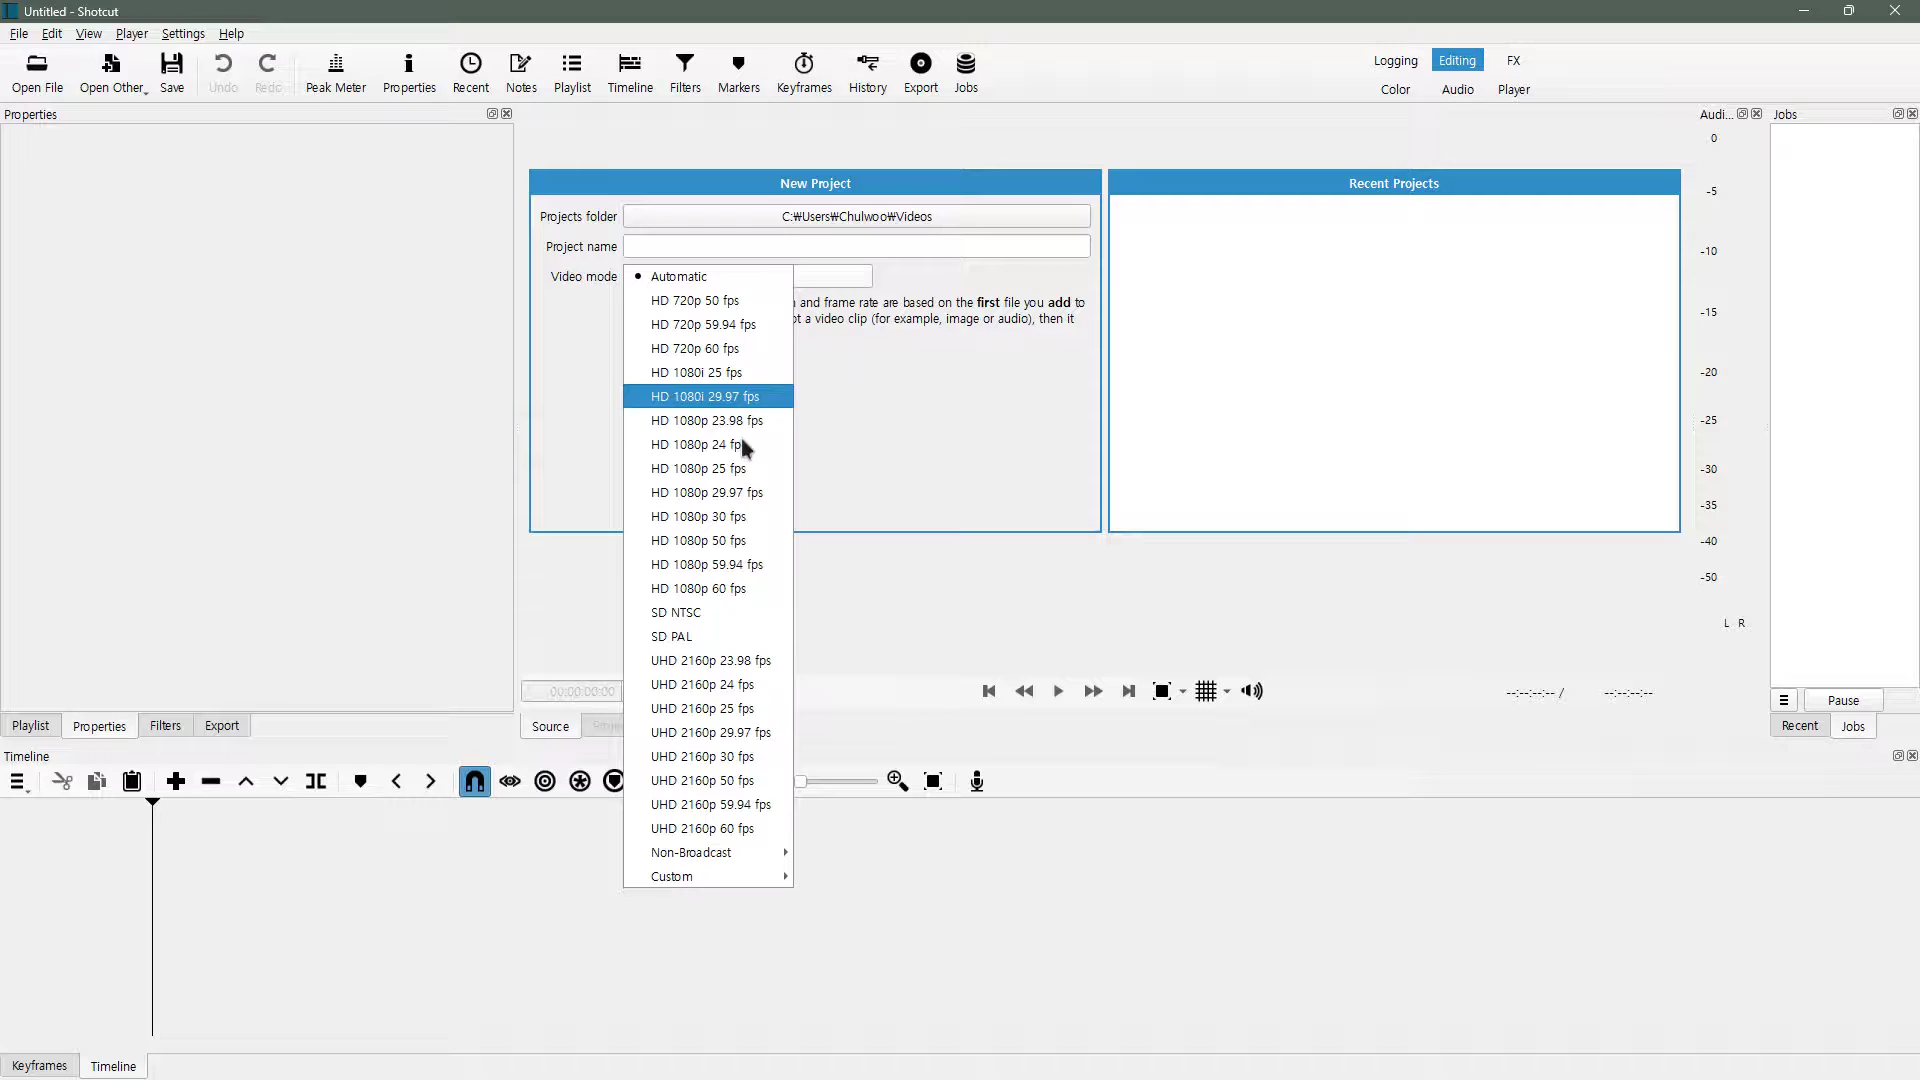 Untitled - Shotcut
File Edit View Player Settings Help
Open File Open Other Save Undo Redo Peak Meter Properties Recent Notes Playlist Timeline Filters Markers Keyframes History Export Jobs
Logging Editing FX
Color Audio Player
Properties
Audi...
Jobs
New Project
Recent Projects
Projects folder C:₩Users₩Chulwoo₩Videos
Project name
Video mode
Automatic
and frame rate are based on the first file you add to
a video clip (for example, image or audio), then it
HD 720p 50 fps
HD 720p 59.94 fps
HD 720p 60 fps
HD 1080i 25 fps
HD 1080i 29.97 fps
HD 1080p 23.98 fps
HD 1080p 24 fp
HD 1080p 25 fps
HD 1080p 29.97 fps
HD 1080p 30 fps
HD 1080p 50 fps
HD 1080p 59.94 fps
HD 1080p 60 fps
SD NTSC
SD PAL
UHD 2160p 23.98 fps
UHD 2160p 24 fps
UHD 2160p 25 fps
UHD 2160p 29.97 fps
UHD 2160p 30 fps
UHD 2160p 50 fps
UHD 2160p 59.94 fps
UHD 2160p 60 fps
Non-Broadcast
Custom
0
-5
-10
-15
-20
-25
-30
-35
-40
-50
L R
00:00:00:00
--:--:--:-- / --:--:--:--
Pause
Playlist Properties Filters Export
Source
Recent Jobs
Timeline
Keyframes Timeline